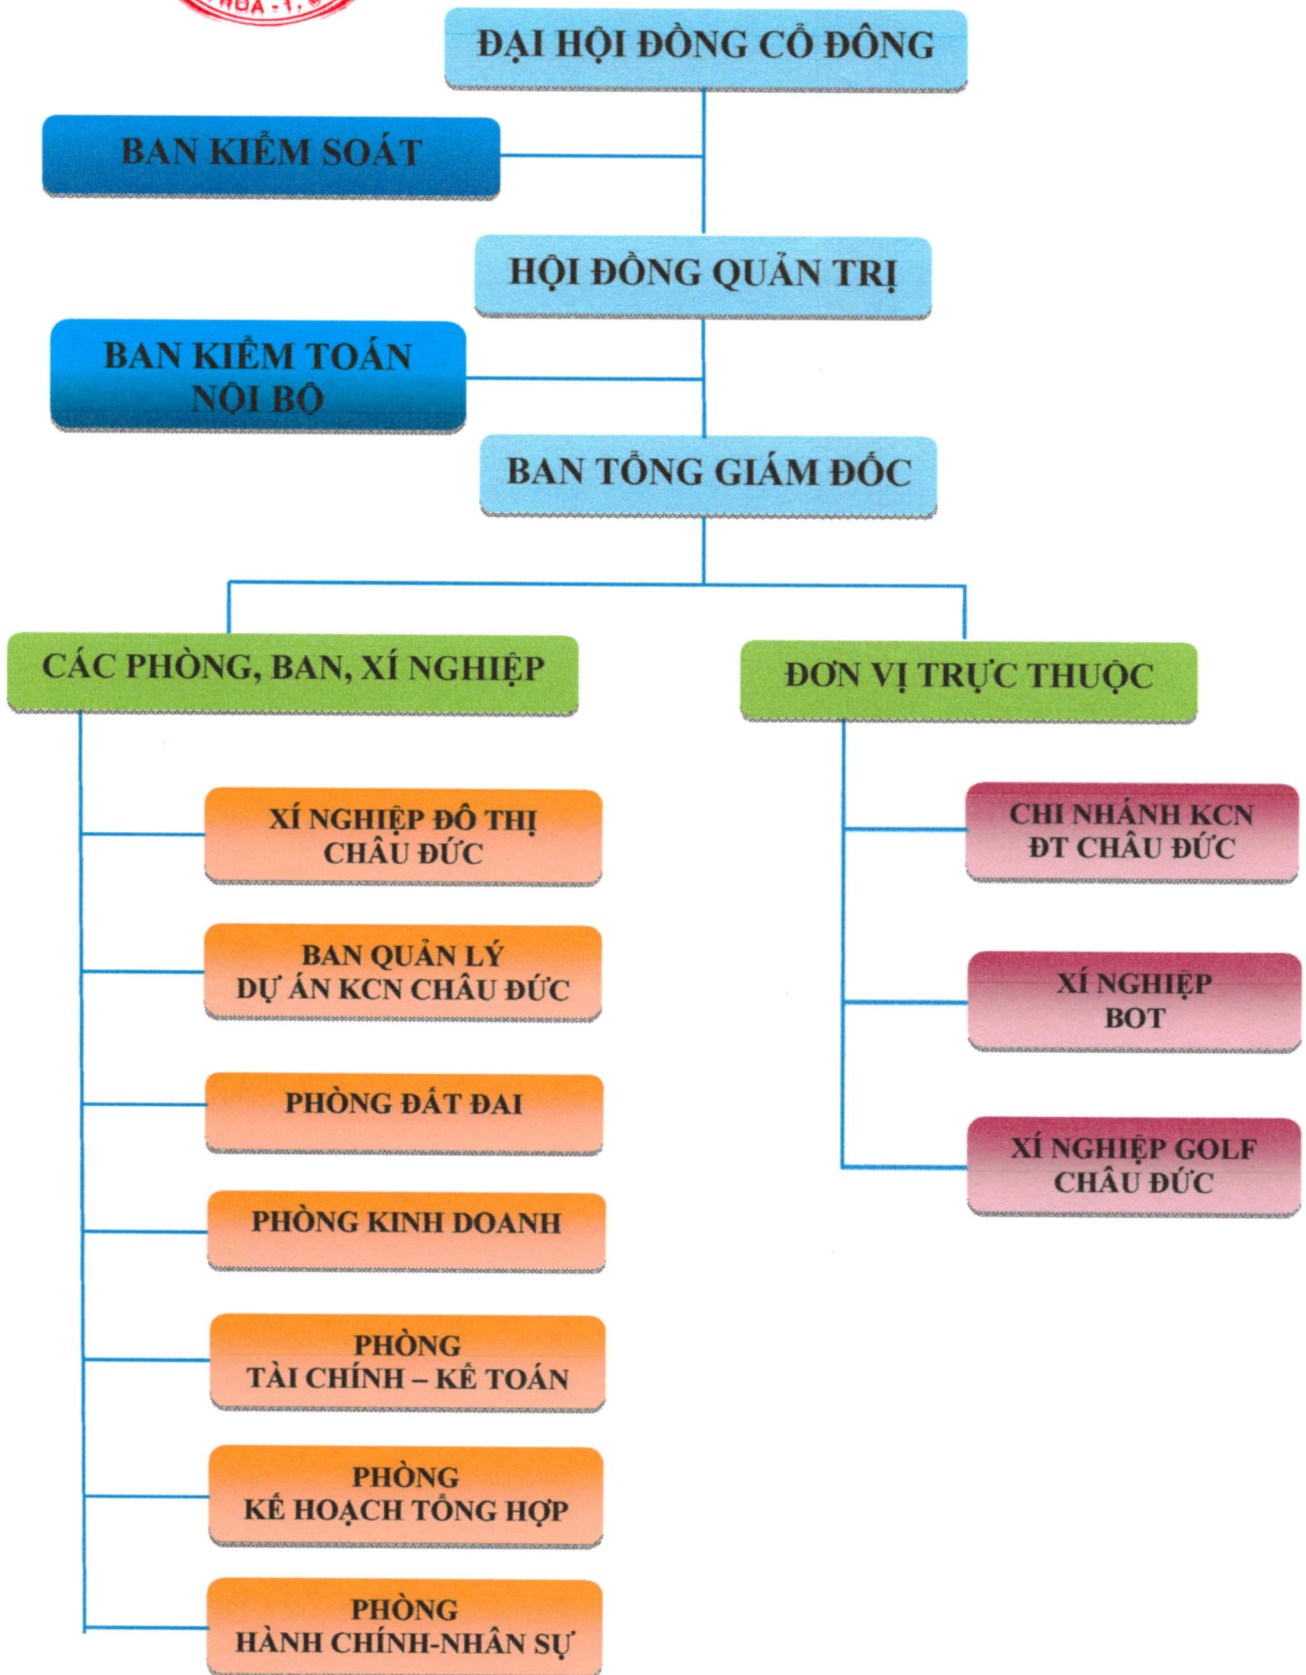 ĐẠI HỘI ĐỒNG CỔ ĐÔNG
BAN KIỂM SOÁT
HỘI ĐỒNG QUẢN TRỊ
BAN KIỂM TOÁN
NỘI BỘ
BAN TỔNG GIÁM ĐỐC
CÁC PHÒNG, BAN, XÍ NGHIỆP
XÍ NGHIỆP ĐÔ THỊ
CHÂU ĐỨC
BAN QUẢN LÝ
DỰ ÁN KCN CHÂU ĐỨC
PHÒNG ĐẤT ĐAI
PHÒNG KINH DOANH
PHÒNG
TÀI CHÍNH – KẾ TOÁN
PHÒNG
KẾ HOẠCH TỔNG HỢP
PHÒNG
HÀNH CHÍNH-NHÂN SỰ
ĐƠN VỊ TRỰC THUỘC
CHI NHÁNH KCN
ĐT CHÂU ĐỨC
XÍ NGHIỆP
BOT
XÍ NGHIỆP GOLF
CHÂU ĐỨC